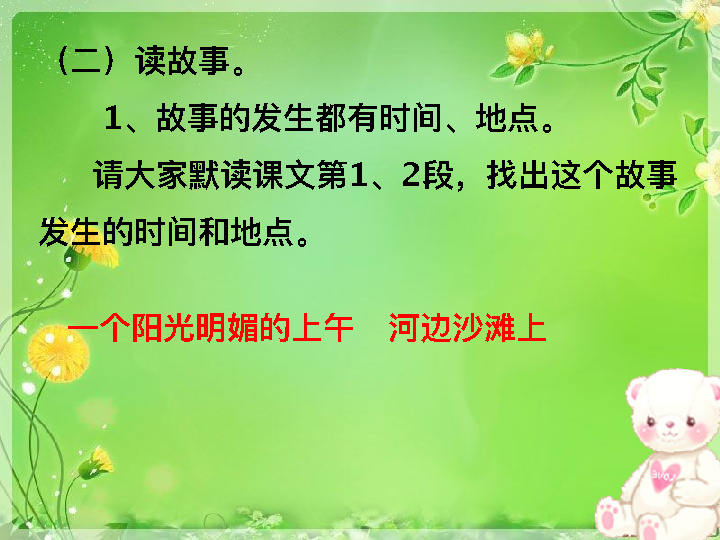 （二）读故事。
1、故事的发生都有时间、地点。
请大家默读课文第1、2段，找出这个故事
发生的时间和地点。
一个阳光明媚的上午 河边沙滩上